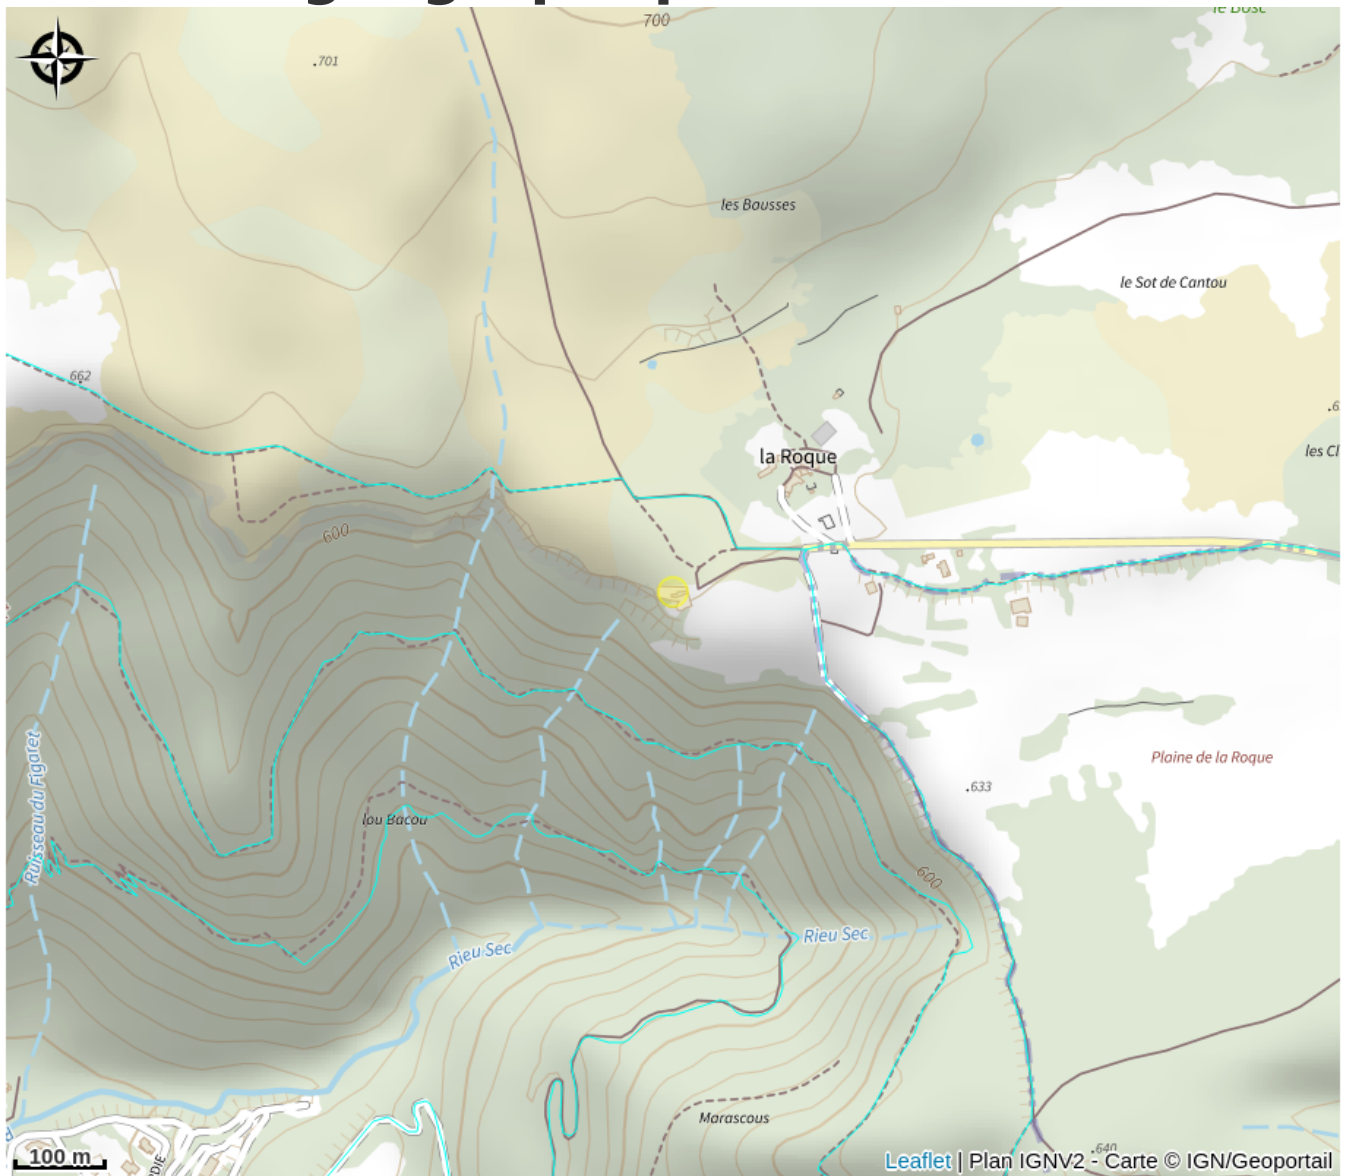 700
.701
les Bausses
le Sot de Cantou
662
la Roque
les Cl
600
Plaine de la Roque
Ruisseau du Figaret
.633
lou Bacou
600
Rieu Sec
Rieu Sec
Marascous
.640
100 m
Leaflet | Plan IGNV2 - Carte © IGN/Geoportail